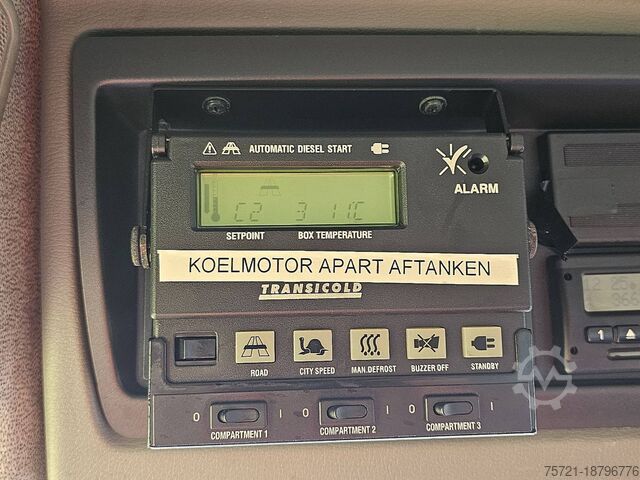 AUTOMATIC DIESEL START
ALARM
C2 3 11C
SETPOINT BOX TEMPERATURE
KOELMOTOR APART AFTANKEN
TRANSICOLD
ROAD CITY SPEED MAN.DEFROST BUZZER OFF STANDBY
0 I 0 I 0 I
COMPARTMENT 1 COMPARTMENT 2 COMPARTMENT 3
1
75721-18796776